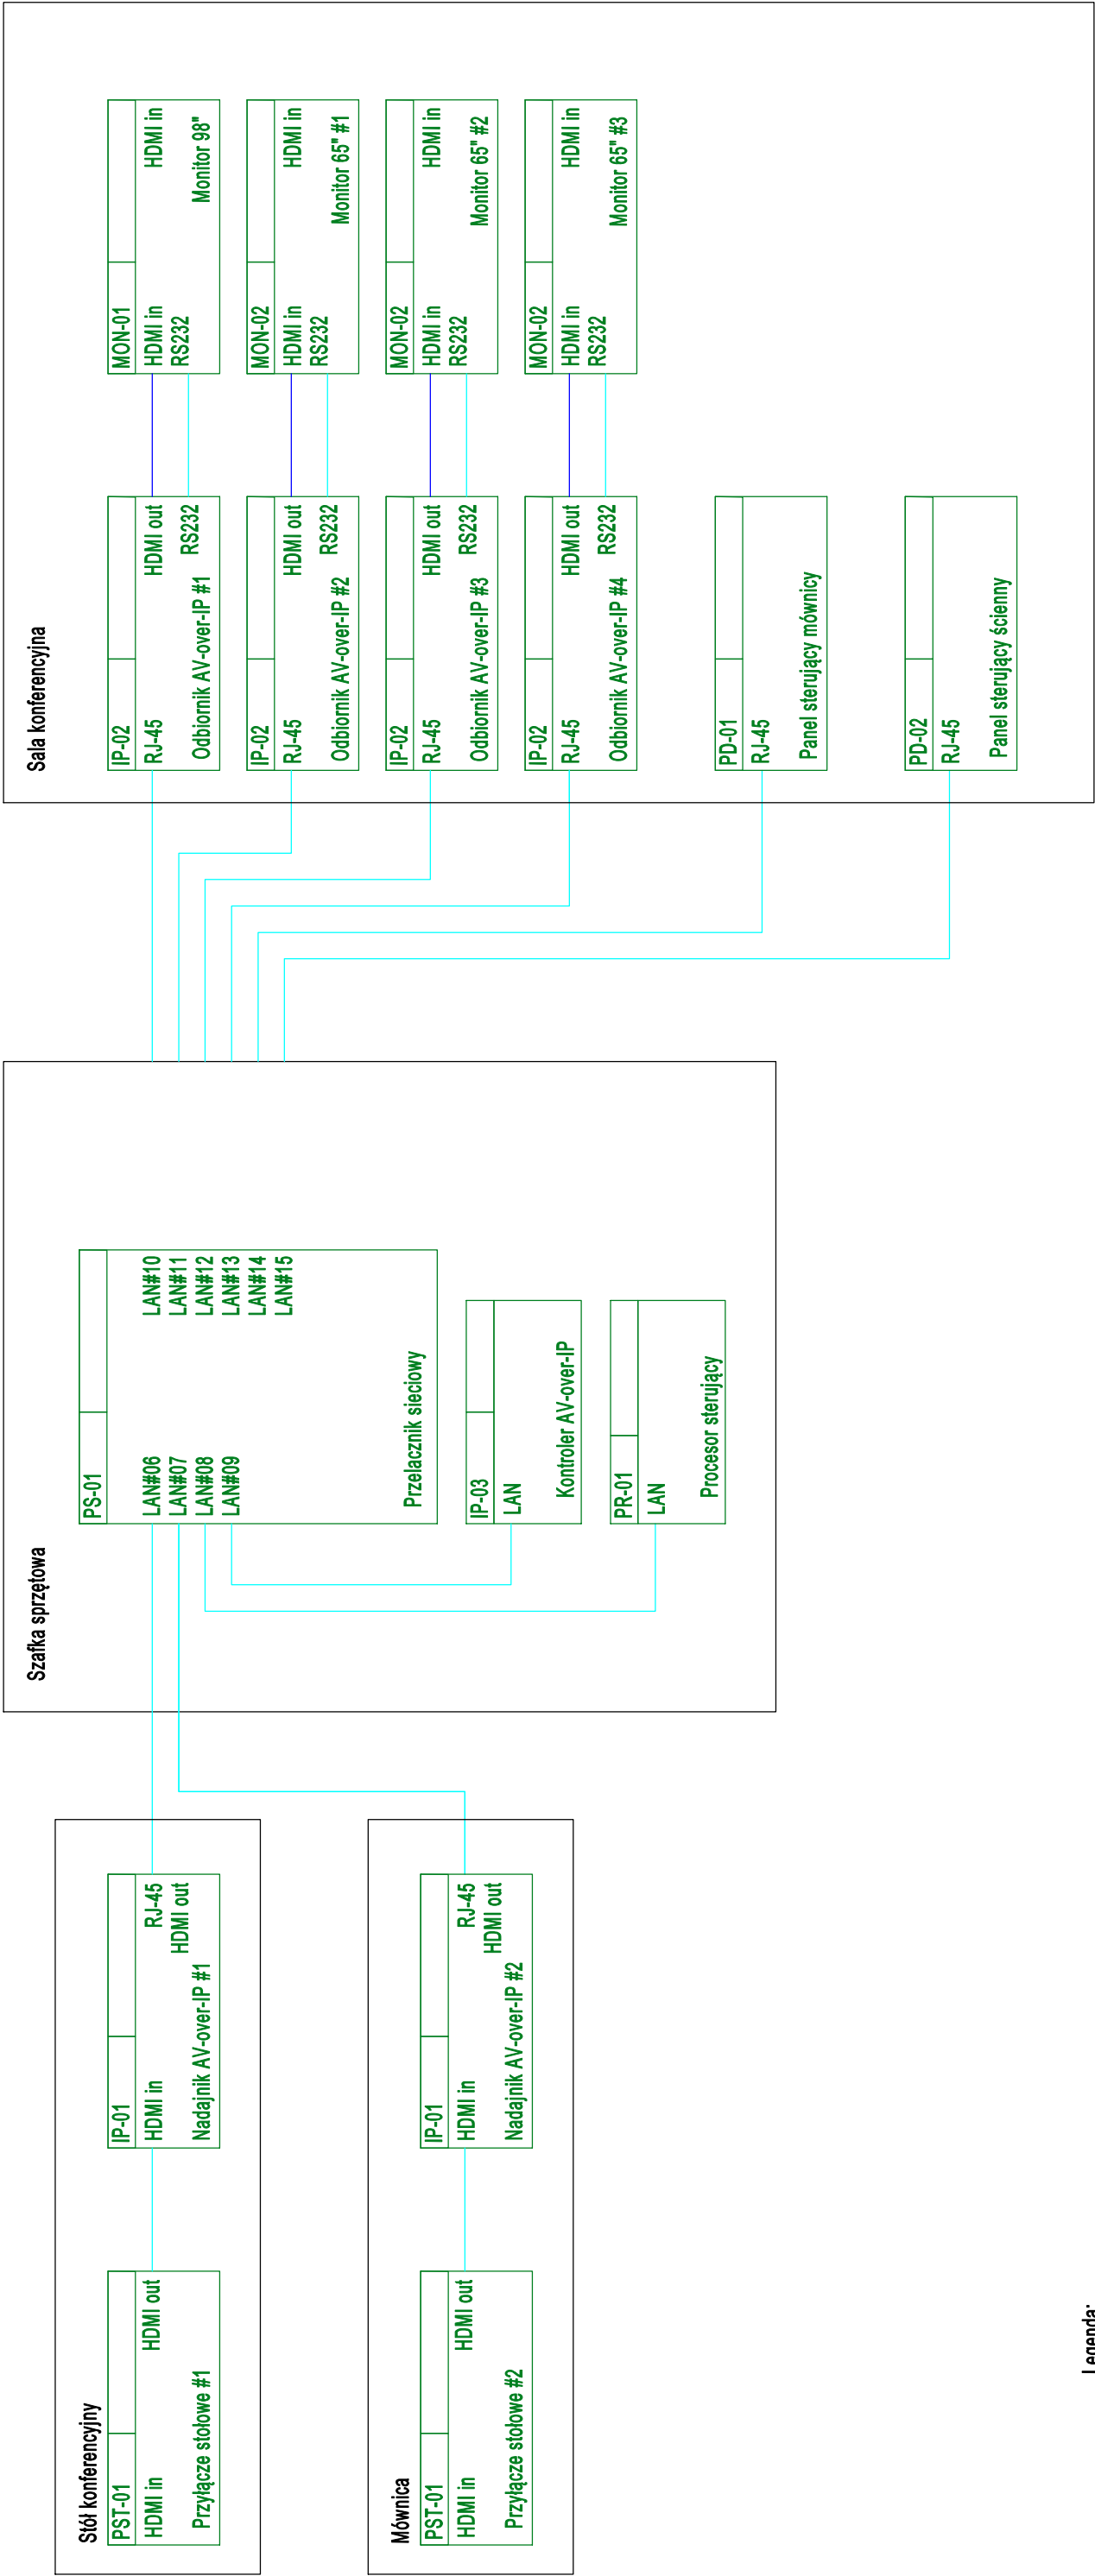 Stół konferencyjny
PST-01
HDMI in
HDMI out
Przyłącze stołowe #1
IP-01
HDMI in
RJ-45
HDMI out
Nadajnik AV-over-IP #1
Mównica
PST-01
HDMI in
HDMI out
Przyłącze stołowe #2
IP-01
HDMI in
RJ-45
HDMI out
Nadajnik AV-over-IP #2
Szafka sprzętowa
PS-01
LAN#06
LAN#10
LAN#07
LAN#11
LAN#08
LAN#12
LAN#09
LAN#13
LAN#14
LAN#15
Przelacznik sieciowy
IP-03
LAN
Kontroler AV-over-IP
PR-01
LAN
Procesor sterujący
Sala konferencyjna
IP-02
RJ-45
HDMI out
RS232
Odbiornik AV-over-IP #1
MON-01
HDMI in
HDMI in
RS232
Monitor 98"
IP-02
RJ-45
HDMI out
RS232
Odbiornik AV-over-IP #2
MON-02
HDMI in
HDMI in
RS232
Monitor 65" #1
IP-02
RJ-45
HDMI out
RS232
Odbiornik AV-over-IP #3
MON-02
HDMI in
HDMI in
RS232
Monitor 65" #2
IP-02
RJ-45
HDMI out
RS232
Odbiornik AV-over-IP #4
MON-02
HDMI in
HDMI in
RS232
Monitor 65" #3
PD-01
RJ-45
Panel sterujący mównicy
PD-02
RJ-45
Panel sterujący ścienny
Legenda: